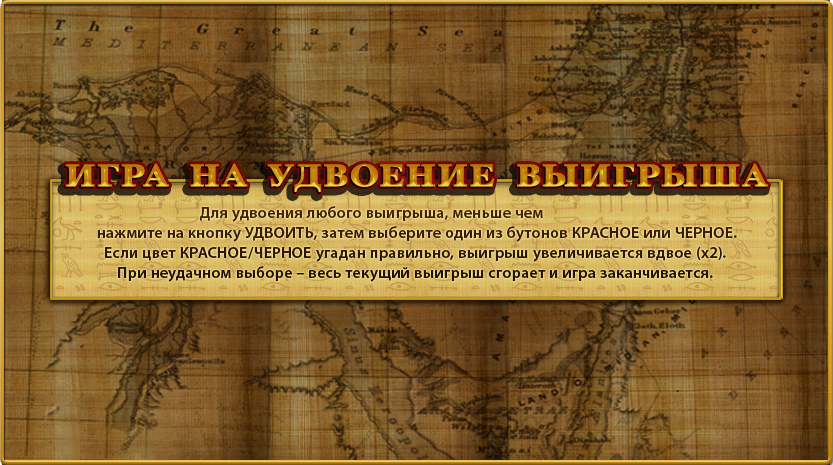 The Great Sea
MEDITERRANEAN SEA
ИГРА НА УДВОЕНИЕ ВЫИГРЫША
Для удвоения любого выигрыша, меньше чем
нажмите на кнопку УДВОИТЬ, затем выберите один из бутонов КРАСНОЕ или ЧЕРНОЕ.
Если цвет КРАСНОЕ/ЧЕРНОЕ угадан правильно, выигрыш увеличивается вдвое (x2).
При неудачном выборе – весь текущий выигрыш сгорает и игра заканчивается.